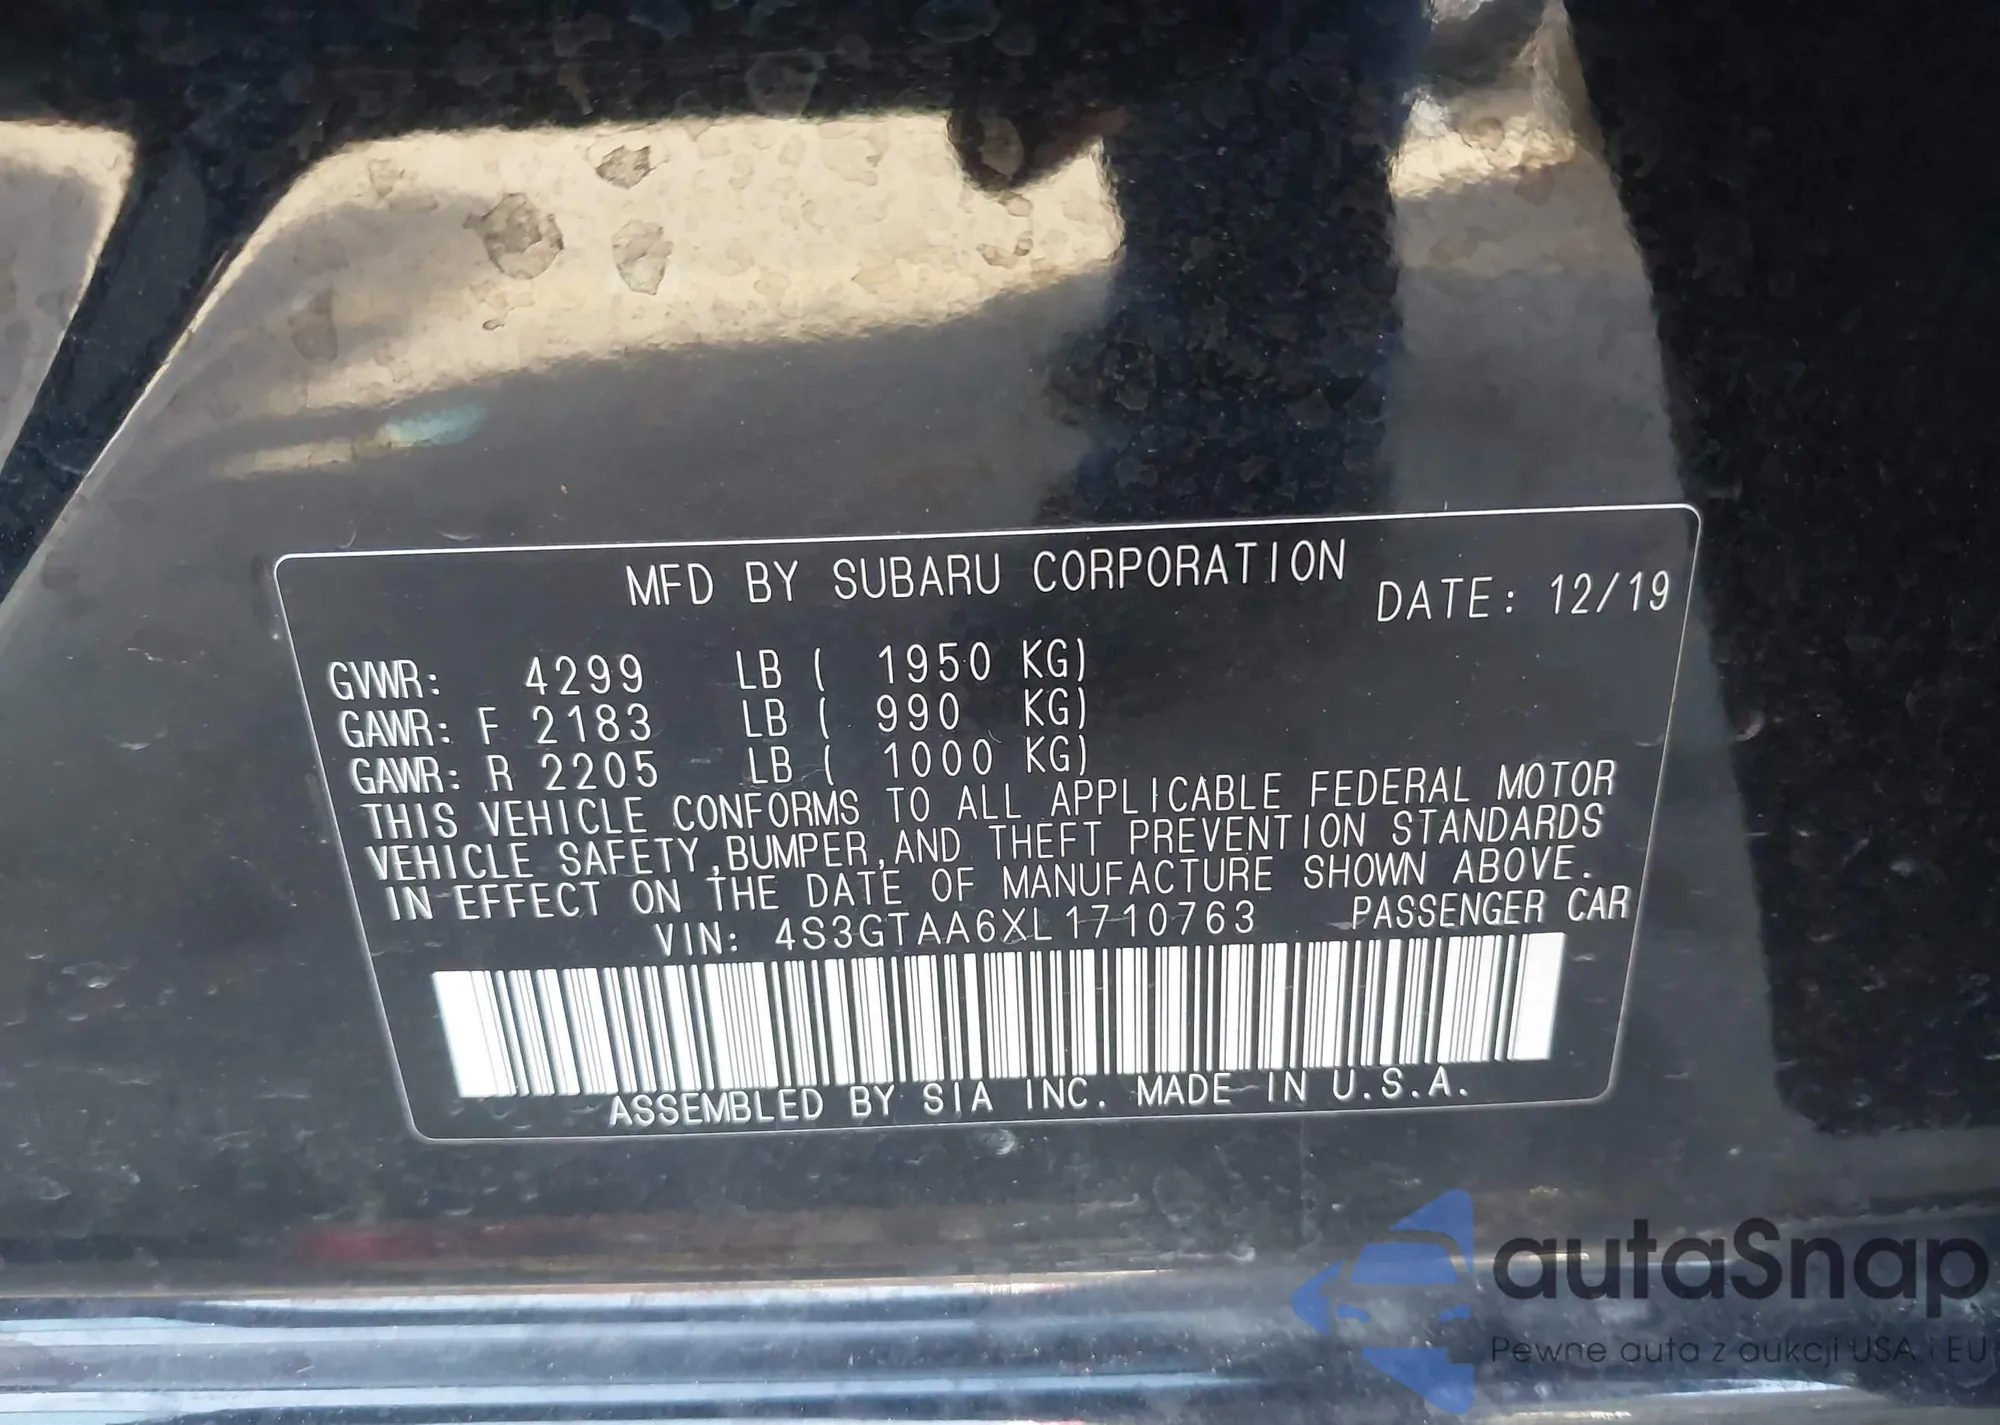 MFD BY SUBARU CORPORATION
DATE: 12/19
GVWR: 4299 LB ( 1950 KG)
GAWR: F 2183 LB ( 990 KG)
GAWR: R 2205 LB ( 1000 KG)
THIS VEHICLE CONFORMS TO ALL APPLICABLE FEDERAL MOTOR
VEHICLE SAFETY,BUMPER,AND THEFT PREVENTION STANDARDS
IN EFFECT ON THE DATE OF MANUFACTURE SHOWN ABOVE.
VIN: 4S3GTAA6XL1710763 PASSENGER CAR
ASSEMBLED BY SIA INC. MADE IN U.S.A.
autaSnap
Pewne auta z aukcji USA i EU